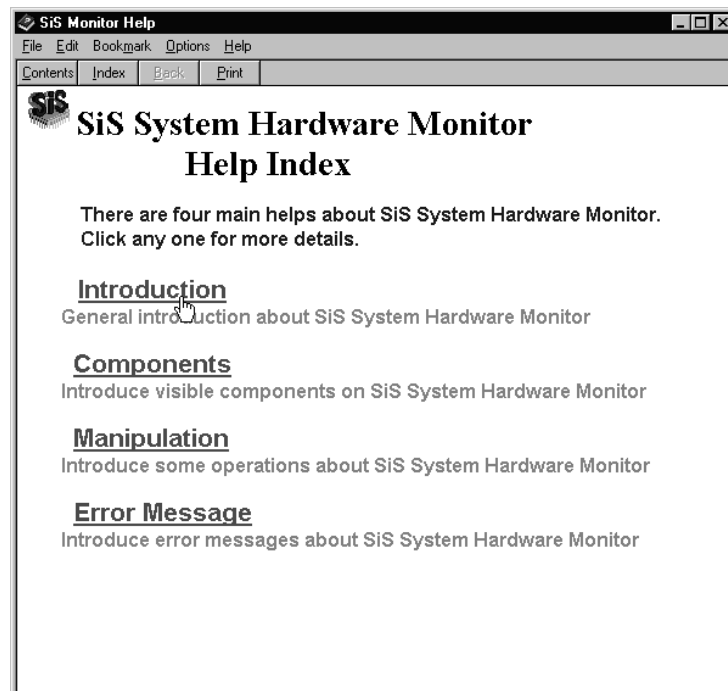 SiS Monitor Help
File Edit Bookmark Options Help
Contents Index Back Print
SiS
SiS System Hardware Monitor
Help Index
There are four main helps about SiS System Hardware Monitor.
Click any one for more details.
Introduction
General introduction about SiS System Hardware Monitor
Components
Introduce visible components on SiS System Hardware Monitor
Manipulation
Introduce some operations about SiS System Hardware Monitor
Error Message
Introduce error messages about SiS System Hardware Monitor